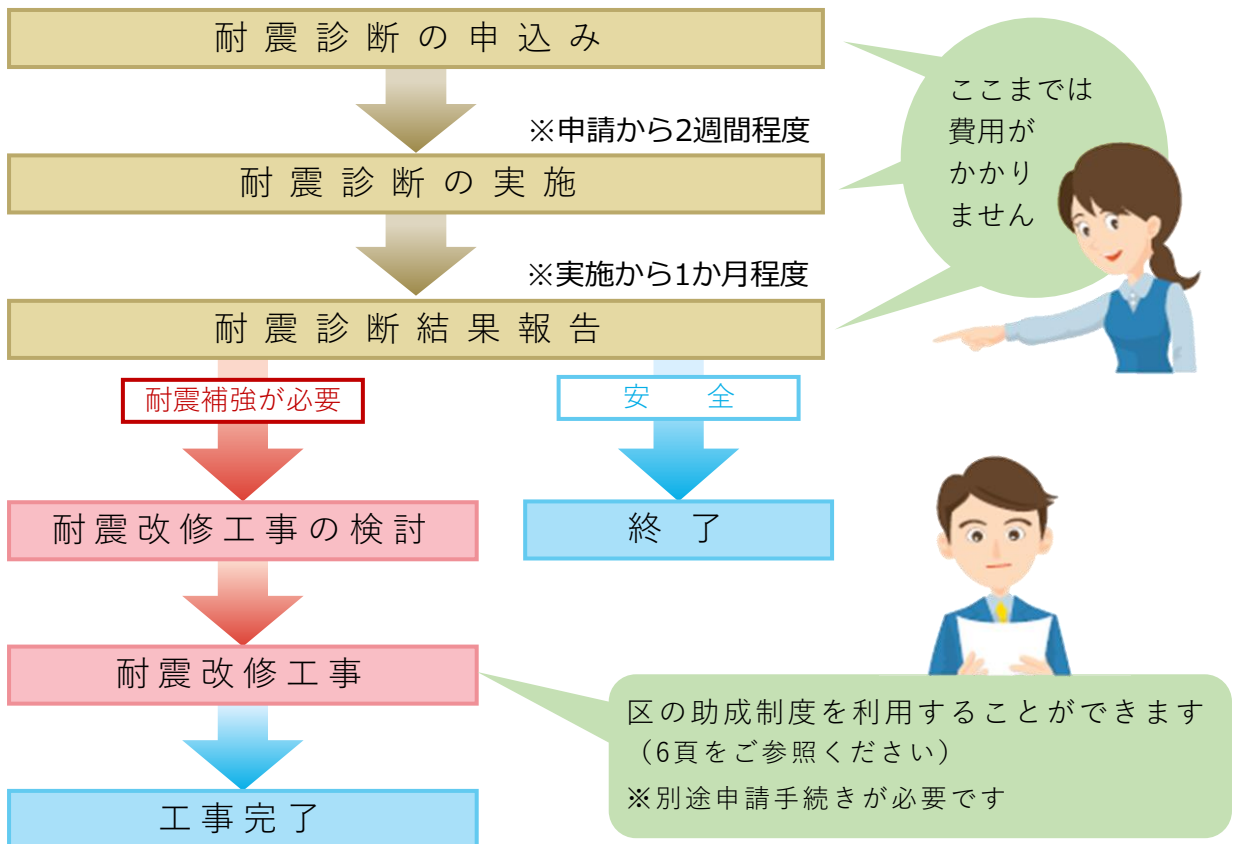 耐震診断の申込み
ここまでは
費用が
かかり
ません
※申請から2週間程度
耐震診断の実施
※実施から1か月程度
耐震診断結果報告
耐震補強が必要
安 全
耐震改修工事の検討
終了
耐震改修工事
区の助成制度を利用することができます
（6頁をご参照ください）
※別途申請手続きが必要です
工事完了